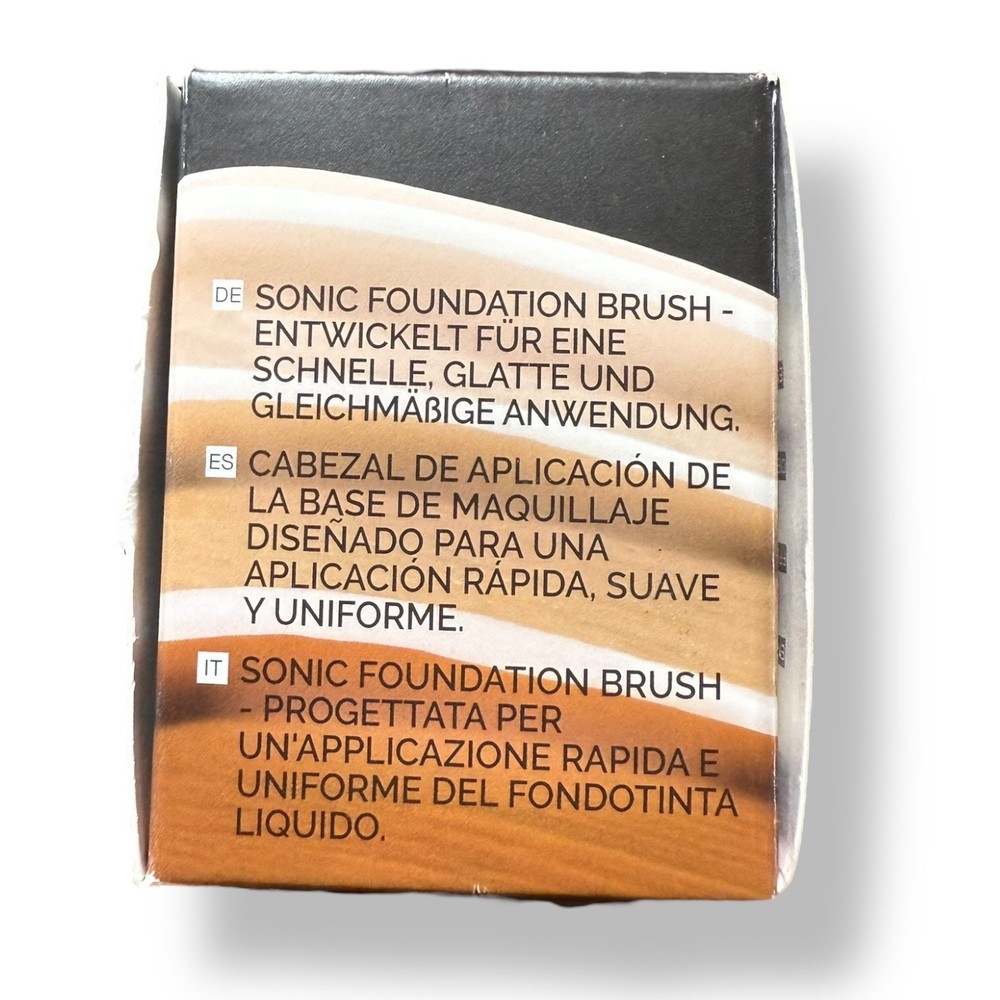 DE SONIC FOUNDATION BRUSH -
ENTWICKELT FÜR EINE
SCHNELLE, GLATTE UND
GLEICHMÄßIGE ANWENDUNG.
ES CABEZAL DE APLICACIÓN DE
LA BASE DE MAQUILLAJE
DISEÑADO PARA UNA
APLICACIÓN RÁPIDA, SUAVE
Y UNIFORME.
IT SONIC FOUNDATION BRUSH
- PROGETTATA PER
UN'APPLICAZIONE RAPIDA E
UNIFORME DEL FONDOTINTA
LIQUIDO.